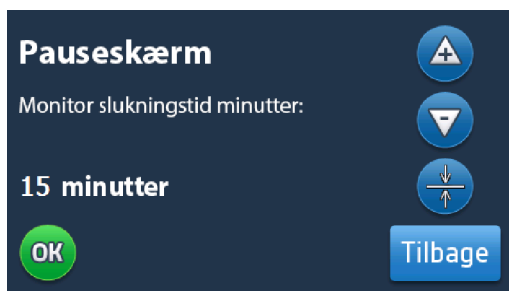 Pauseskærm
Monitor slukningstid minutter:
15 minutter
OK
Tilbage